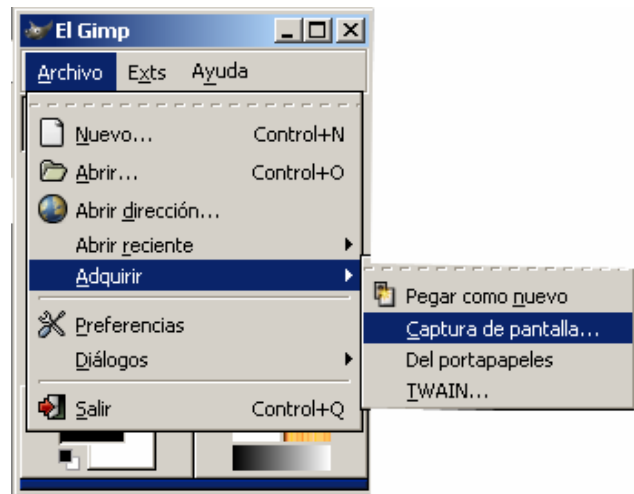 El Gimp
Archivo Exts Ayuda
Nuevo... Control+N
Abrir... Control+O
Abrir dirección...
Abrir reciente
Adquirir
Pegar como nuevo
Preferencias
Captura de pantalla...
Diálogos
Del portapapeles
TWAIN...
Salir Control+Q